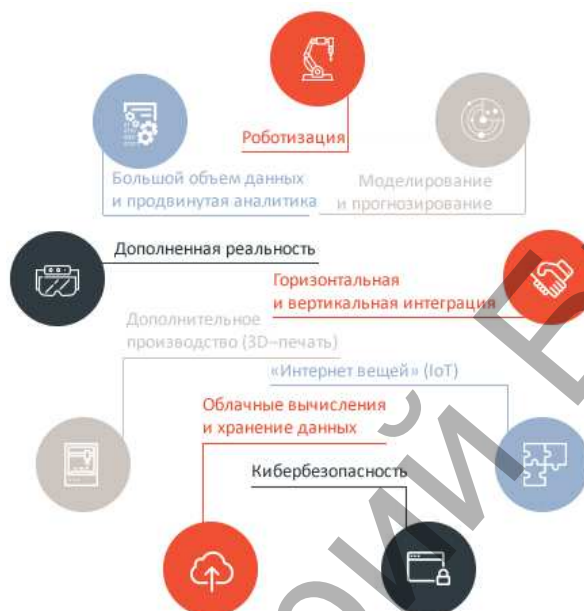 Роботизация
Большой объем данных
и продвинутая аналитика
Моделирование
и прогнозирование
Дополненная реальность
Горизонтальная
и вертикальная интеграция
Дополнительное
производство (3D–печать)
«Интернет вещей» (IoT)
Облачные вычисления
и хранение данных
Кибербезопасность